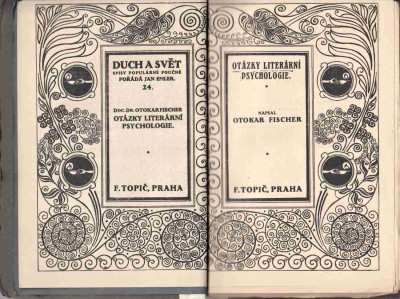 DUCH A SVĚT
SPISY POPULÁRNĚ POUČNÉ
POŘÁDÁ JAN EMLER.
24.
DOC. DR. OTOKAR FISCHER
OTÁZKY LITERÁRNÍ
PSYCHOLOGIE.
F. TOPIČ, PRAHA
OTÁZKY LITERÁRNÍ
PSYCHOLOGIE.
NAPSAL
OTOKAR FISCHER
F. TOPIČ, PRAHA